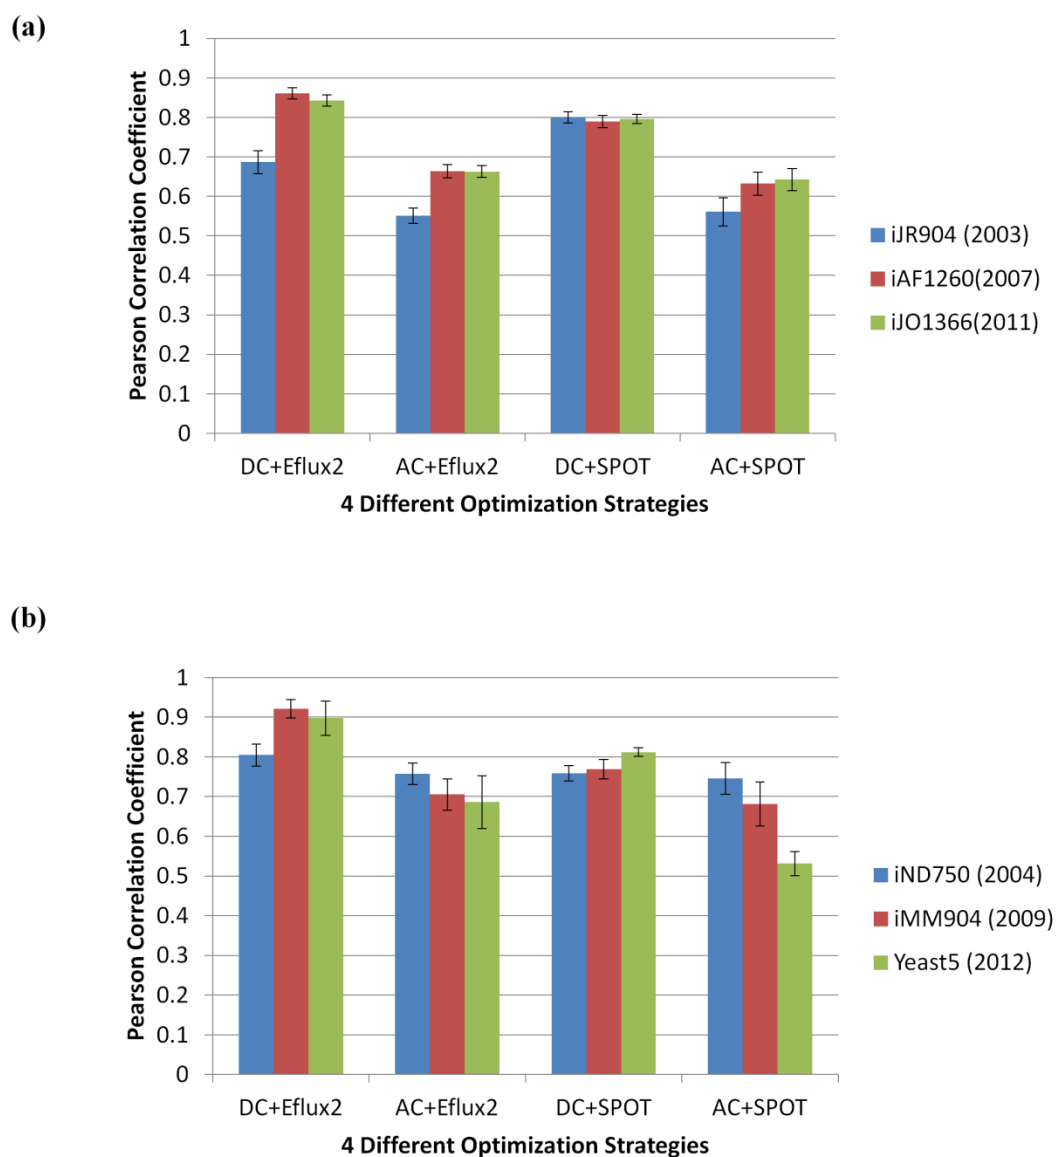 (a)
Pearson Correlation Coefficient
1
0.9
0.8
0.7
0.6
0.5
0.4
0.3
0.2
0.1
0
DC+Eflux2
AC+Eflux2
DC+SPOT
AC+SPOT
4 Different Optimization Strategies
iJR904 (2003)
iAF1260(2007)
iJO1366(2011)
(b)
Pearson Correlation Coefficient
1
0.9
0.8
0.7
0.6
0.5
0.4
0.3
0.2
0.1
0
DC+Eflux2
AC+Eflux2
DC+SPOT
AC+SPOT
4 Different Optimization Strategies
iND750 (2004)
iMM904 (2009)
Yeast5 (2012)